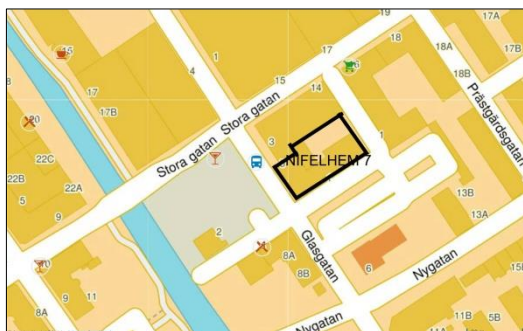 17A
19
17
18
18A
15
1
16
17B
18B
17
4
15
14
17B
Prästgårdsgatan
Stora gatan
20
3
1
22C
Stora gatan
NIFELHEM 7
22B
22A
13B
5
9
13A
2
Glasgatan
8A
Nygatan
10
8B
6
9
11
15B
8A
Nygatan
11B
5B
8A